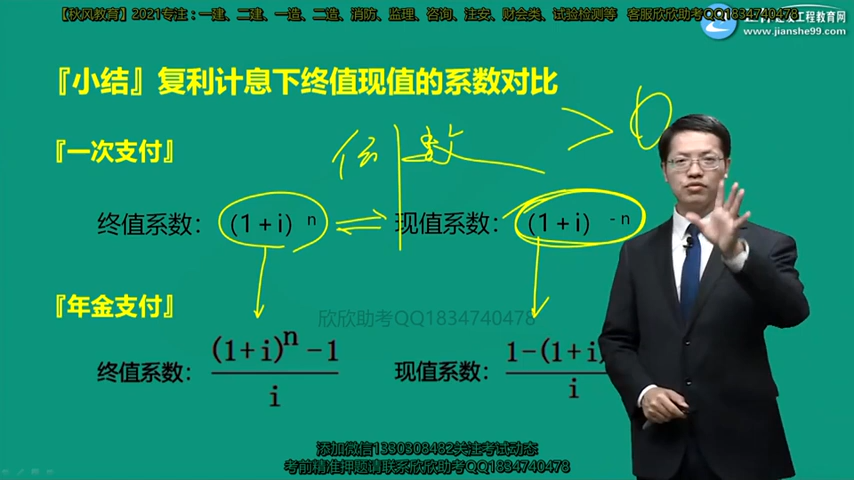 【秋风教育】2021专注：一建、二建、一造、二造、消防、监理、咨询、注安、财会类、试验检测等 客服欣欣助考QQ1834740478
工程教育网
www.jianshe99.com
『小结』复利计息下终值现值的系数对比
数 > 0
『一次支付』
终值系数： (1+i) n 现值系数： (1+i) -n
『年金支付』
欣欣助考QQ1834740478
终值系数： (1+i)n -1 / i 现值系数： 1-(1+i) / i
添加微信1330308482关注考试动态
考前精准押题请联系欣欣助考QQ1834740478